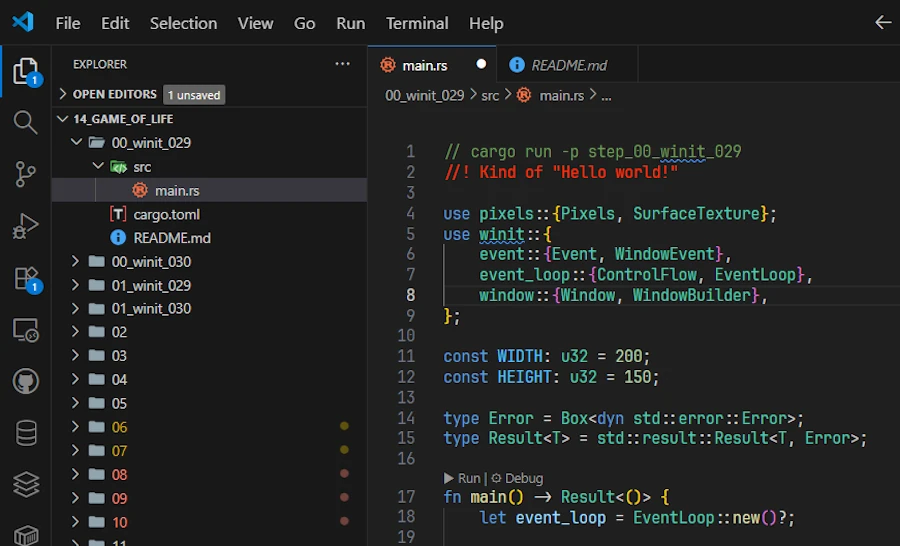 File Edit Selection View Go Run Terminal Help
EXPLORER
OPEN EDITORS 1 unsaved
14_GAME_OF_LIFE
00_winit_029
src
main.rs
cargo.toml
README.md
00_winit_030
01_winit_029
01_winit_030
02
03
04
05
06
07
08
09
10
11
1
1
main.rs README.md
00_winit_029 > src > main.rs > ...
1 // cargo run -p step_00_winit_029
2 //! Kind of "Hello world!"
3
4 use pixels::{Pixels, SurfaceTexture};
5 use winit::{
6 event::{Event, WindowEvent},
7 event_loop::{ControlFlow, EventLoop},
8 window::{Window, WindowBuilder},
9 };
10
11 const WIDTH: u32 = 200;
12 const HEIGHT: u32 = 150;
13
14 type Error = Box<dyn std::error::Error>;
15 type Result<T> = std::result::Result<T, Error>;
16
Run | Debug
17 fn main() → Result<()> {
18 let event_loop = EventLoop::new()?;
19